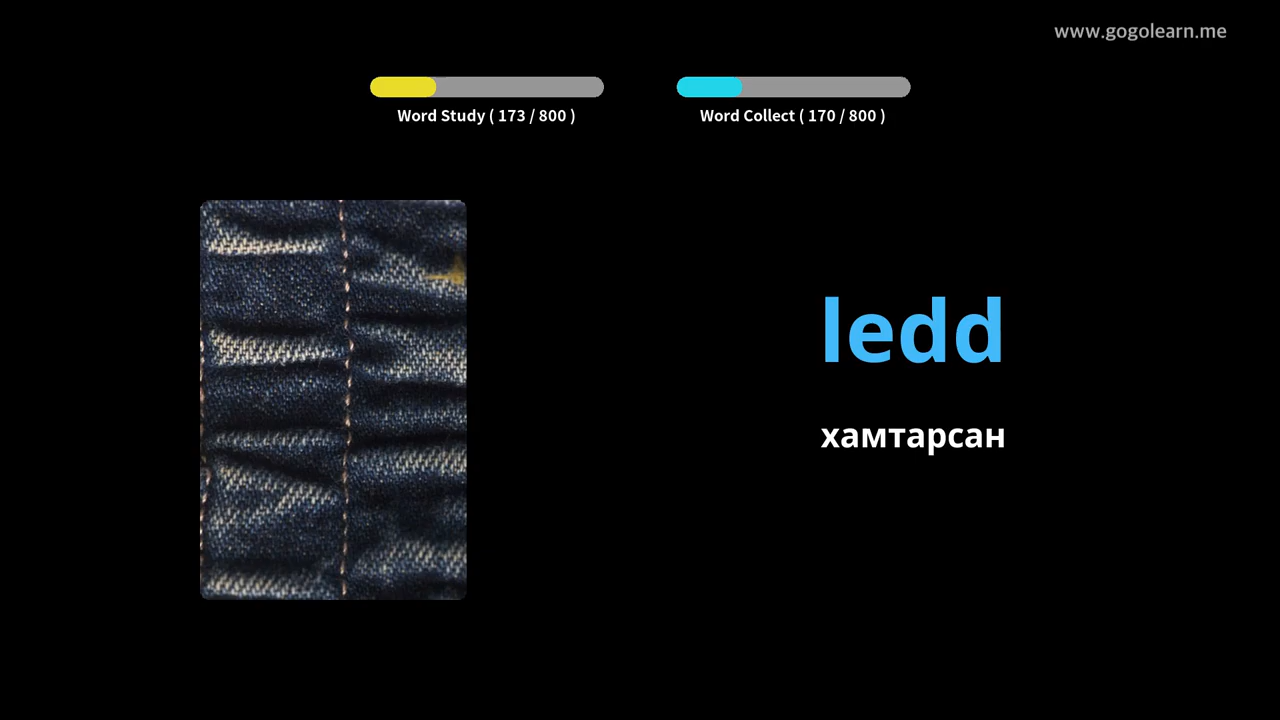 www.gogolearn.me
Word Study ( 173 / 800 )
Word Collect ( 170 / 800 )
ledd
хамтарсан